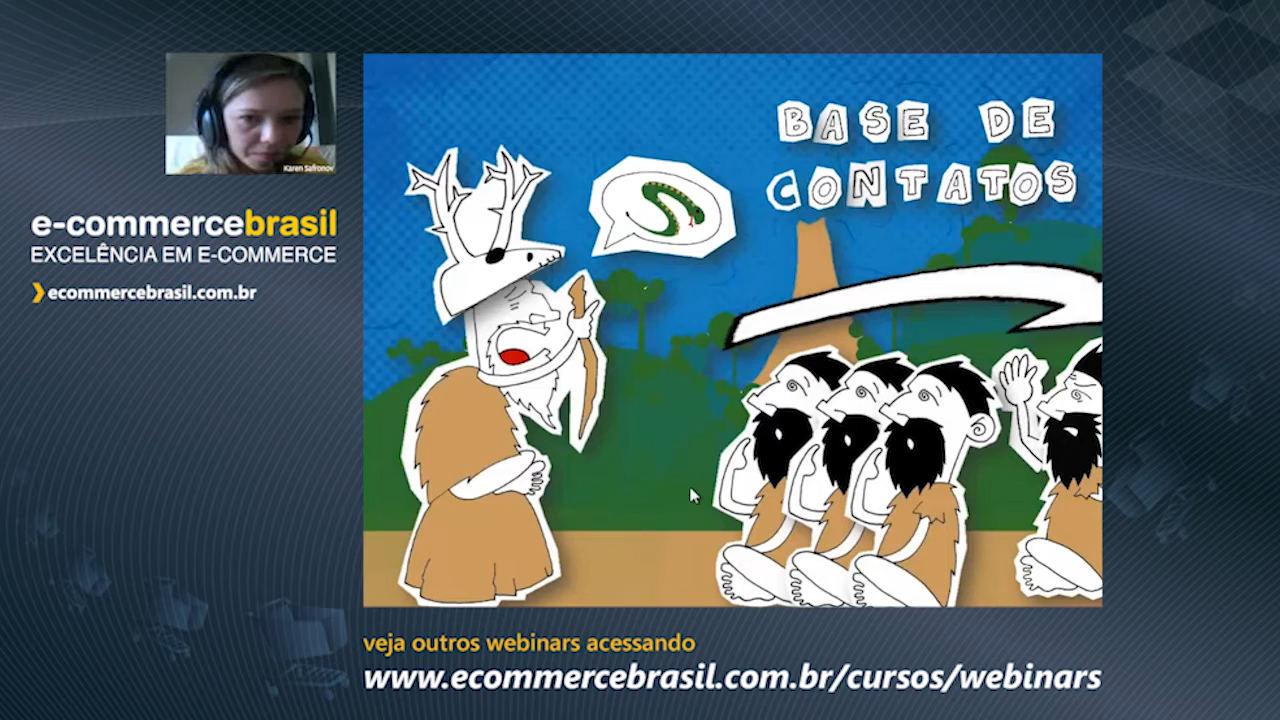 Karen Safronov
e-commercebrasil
EXCELÊNCIA EM E-COMMERCE
ecommercebrasil.com.br
BASE DE
CONTATOS
veja outros webinars acessando
www.ecommercebrasil.com.br/cursos/webinars